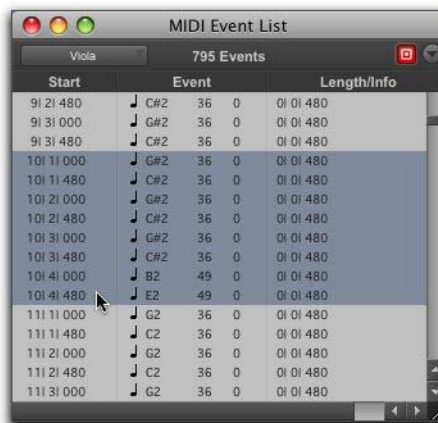 MIDI Event List
Viola 795 Events
Start Event Length/Info
9| 2| 480 C#2 36 0 0| 0| 480
9| 3| 000 G#2 36 0 0| 0| 480
9| 3| 480 C#2 36 0 0| 0| 480
10| 1| 000 G#2 36 0 0| 0| 480
10| 1| 480 C#2 36 0 0| 0| 480
10| 2| 000 G#2 36 0 0| 0| 480
10| 2| 480 C#2 36 0 0| 0| 480
10| 3| 000 G#2 36 0 0| 0| 480
10| 3| 480 C#2 36 0 0| 0| 480
10| 4| 000 B2 49 0 0| 0| 480
10| 4| 480 E2 49 0 0| 0| 480
11| 1| 000 G2 36 0 0| 0| 480
11| 1| 480 C2 36 0 0| 0| 480
11| 2| 000 G2 36 0 0| 0| 480
11| 2| 480 C2 36 0 0| 0| 480
11| 3| 000 G2 36 0 0| 0| 480